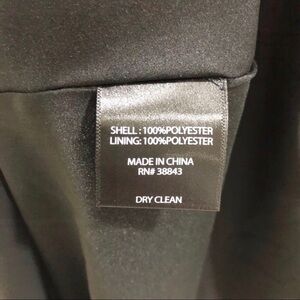 SHELL : 100%POLYESTER
LINING: 100%POLYESTER
MADE IN CHINA
RN# 38843
DRY CLEAN